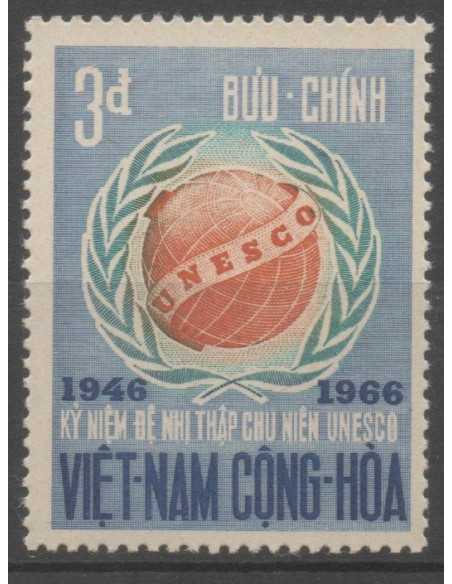 3đ BƯU·CHÍNH
UNESCO
1946 1966
KỶ NIỆM ĐỆ NHỊ THẬP CHU NIÊN UNESCO
VIỆT-NAM CỘNG-HÒA